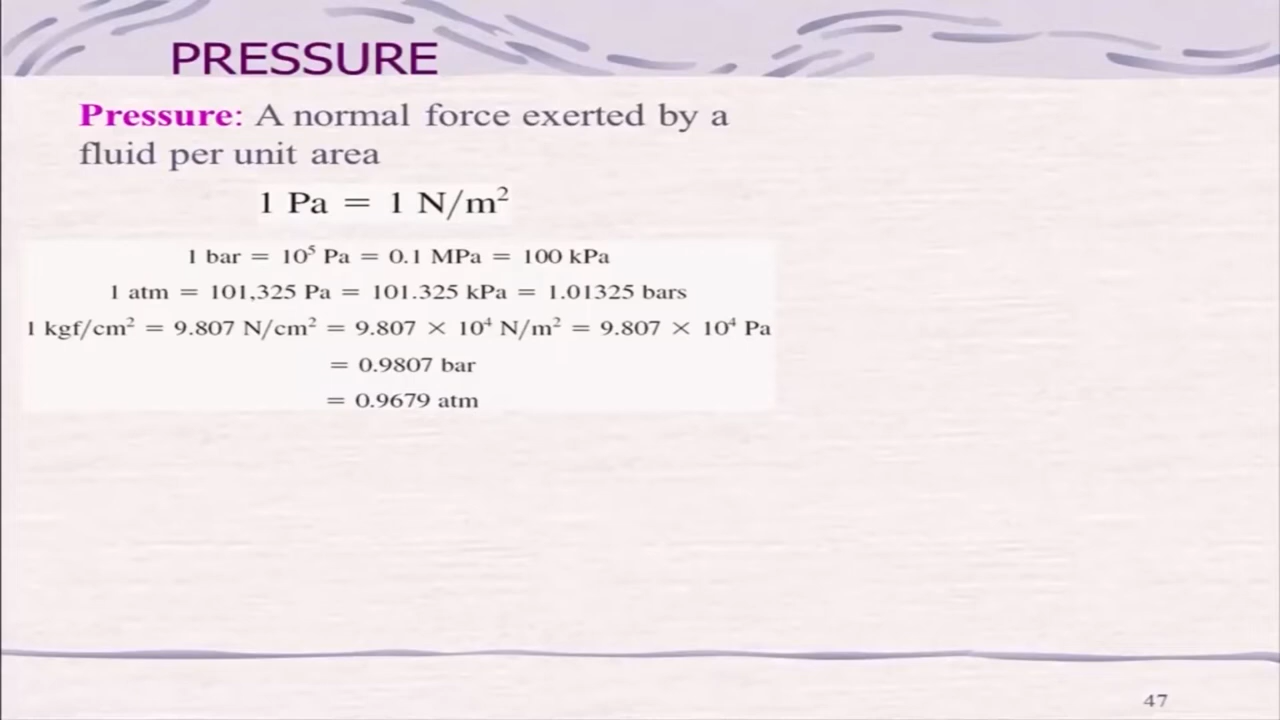 PRESSURE
Pressure: A normal force exerted by a
fluid per unit area
1 Pa = 1 N/m²
1 bar = 10⁵ Pa = 0.1 MPa = 100 kPa
1 atm = 101,325 Pa = 101.325 kPa = 1.01325 bars
1 kgf/cm² = 9.807 N/cm² = 9.807 × 10⁴ N/m² = 9.807 × 10⁴ Pa
= 0.9807 bar
= 0.9679 atm
47